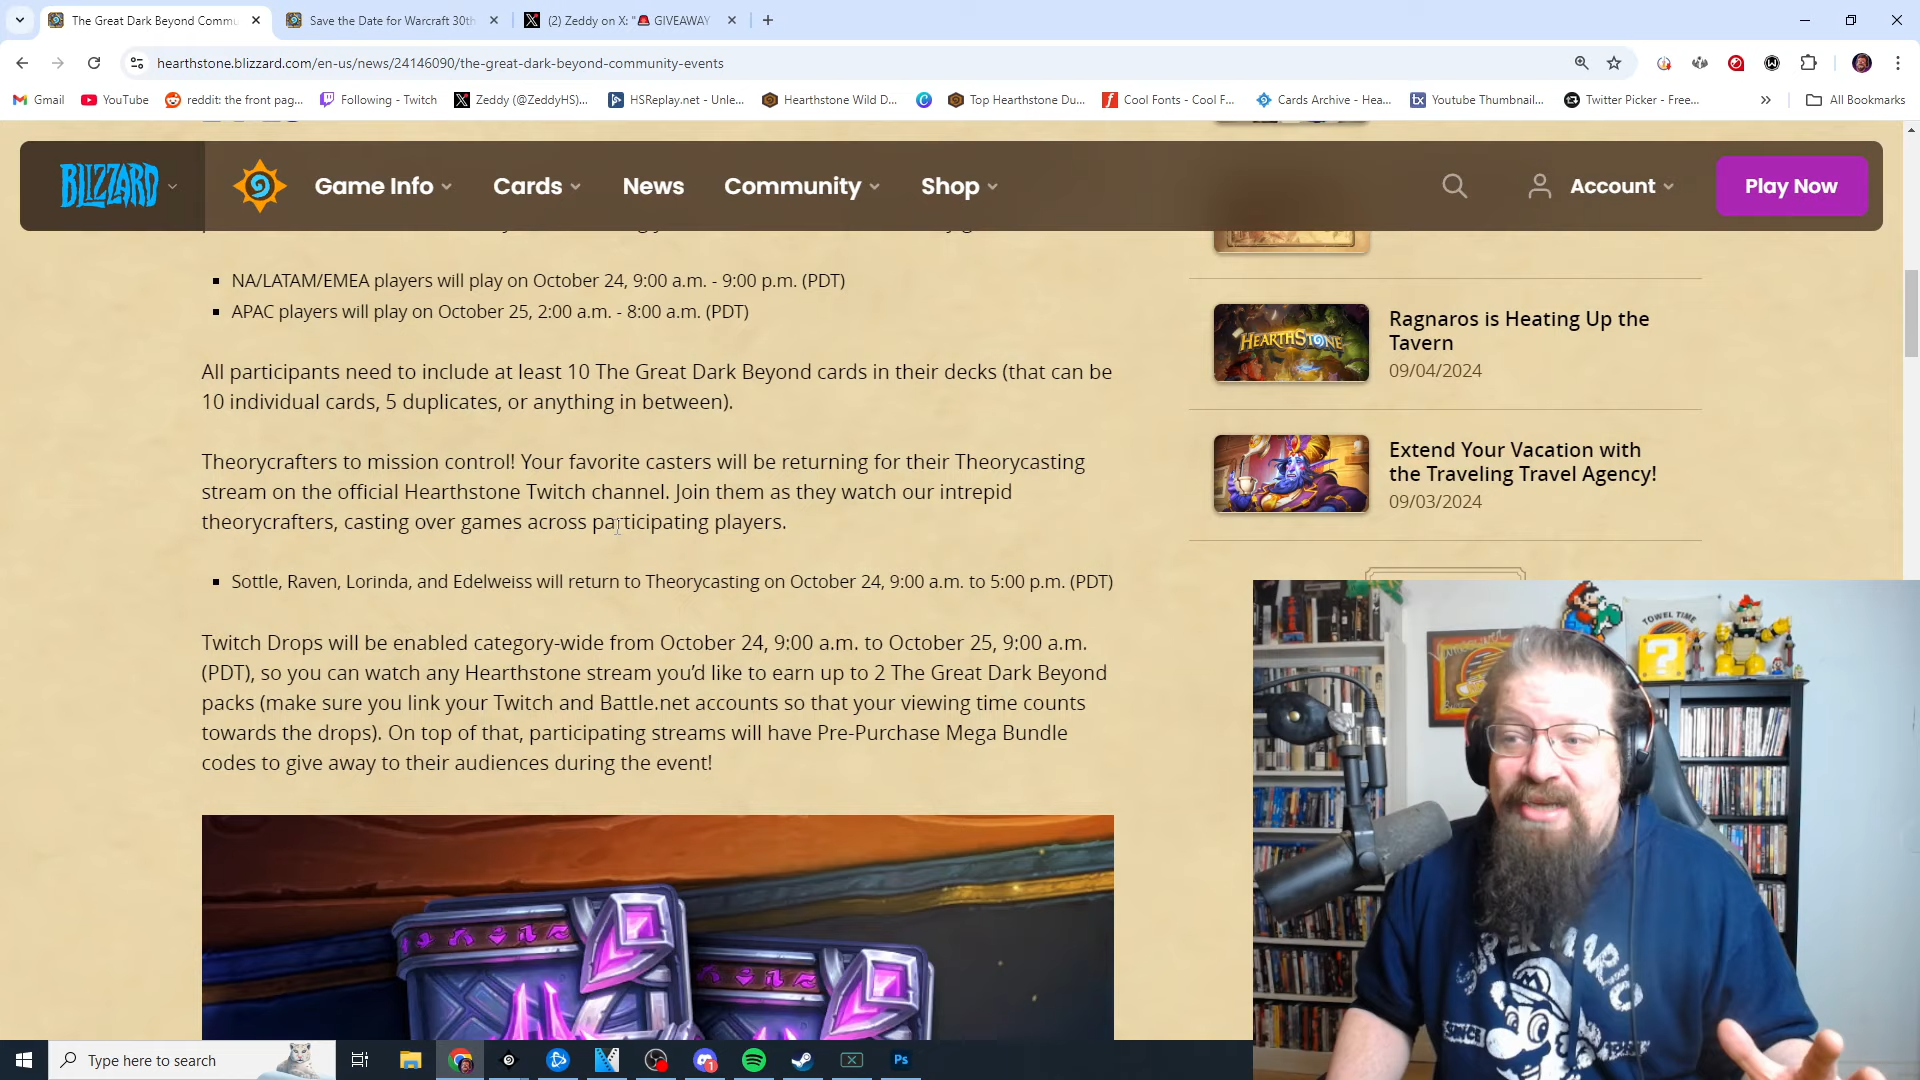 The Great Dark Beyond Commu
Save the Date for Warcraft 30th
(2) Zeddy on X: "🚨 GIVEAWAY
hearthstone.blizzard.com/en-us/news/24146090/the-great-dark-beyond-community-events
Gmail
YouTube
reddit: the front pag...
Following - Twitch
Zeddy (@ZeddyHS)...
HSReplay.net - Unle...
Hearthstone Wild D...
Top Hearthstone Du...
Cool Fonts - Cool F...
Cards Archive - Hea...
Youtube Thumbnail...
Twitter Picker - Free...
All Bookmarks
BLIZZARD
Game Info
Cards
News
Community
Shop
Account
Play Now
NA/LATAM/EMEA players will play on October 24, 9:00 a.m. - 9:00 p.m. (PDT)
APAC players will play on October 25, 2:00 a.m. - 8:00 a.m. (PDT)
All participants need to include at least 10 The Great Dark Beyond cards in their decks (that can be
10 individual cards, 5 duplicates, or anything in between).
Theorycrafters to mission control! Your favorite casters will be returning for their Theorycasting
stream on the official Hearthstone Twitch channel. Join them as they watch our intrepid
theorycrafters, casting over games across participating players.
Sottle, Raven, Lorinda, and Edelweiss will return to Theorycasting on October 24, 9:00 a.m. to 5:00 p.m. (PDT)
Twitch Drops will be enabled category-wide from October 24, 9:00 a.m. to October 25, 9:00 a.m.
(PDT), so you can watch any Hearthstone stream you’d like to earn up to 2 The Great Dark Beyond
packs (make sure you link your Twitch and Battle.net accounts so that your viewing time counts
towards the drops). On top of that, participating streams will have Pre-Purchase Mega Bundle
codes to give away to their audiences during the event!
HEARTHSTONE
Ragnaros is Heating Up the
Tavern
09/04/2024
Extend Your Vacation with
the Traveling Travel Agency!
09/03/2024
TOWEL TIME
SUPER MARIO
SINCE
Type here to search
Ps